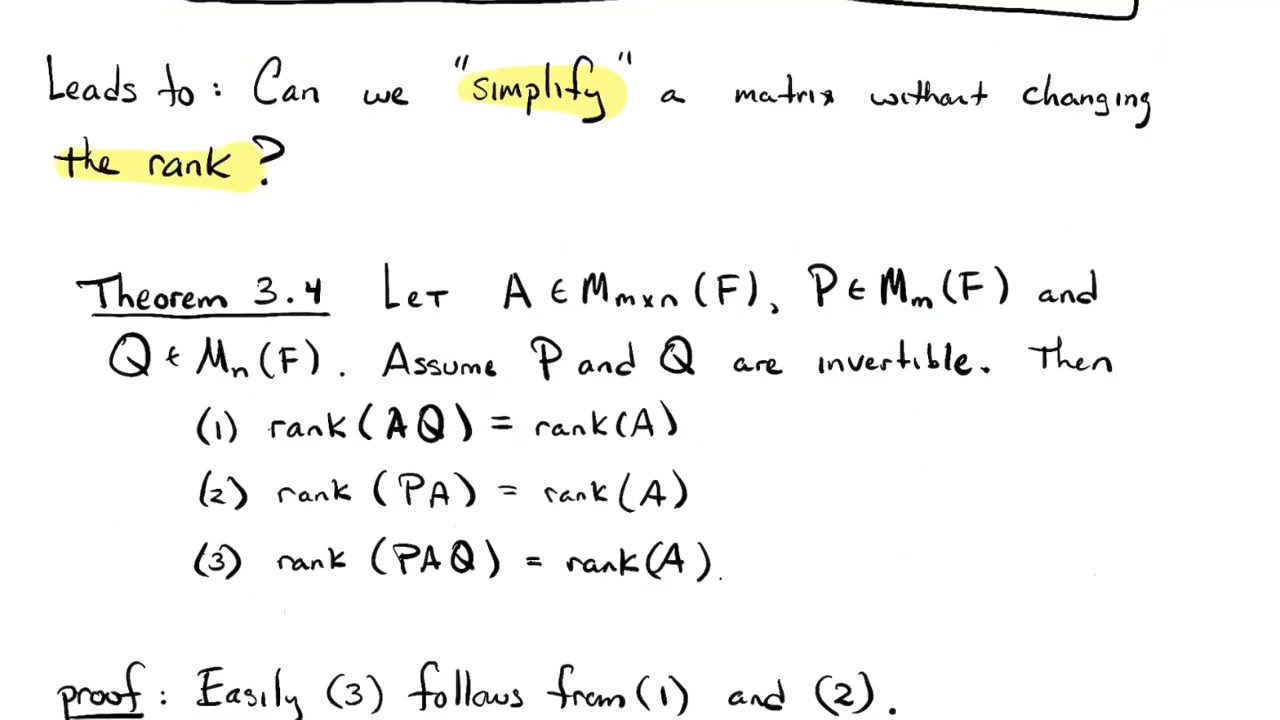 Leads to: Can we "simplify" a matrix without changing
the rank?
Theorem 3.4 Let A ∈ Mm×n(F), P ∈ Mm(F) and
Q ∈ Mn(F). Assume P and Q are invertible. Then
(1) rank(AQ) = rank(A)
(2) rank(PA) = rank(A)
(3) rank(PAQ) = rank(A).
proof: Easily (3) follows from (1) and (2).